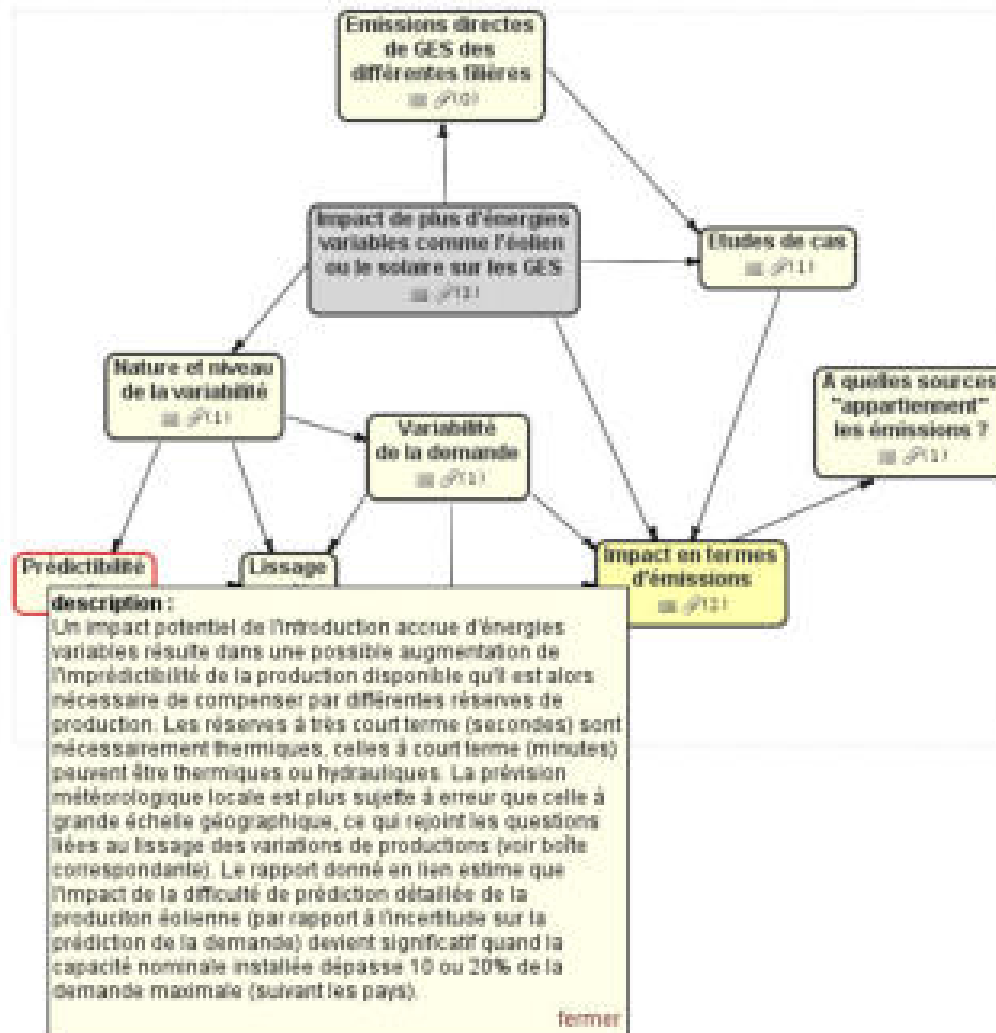 Emissions directes
de GES des
différentes filières
(0)
Impact de plus d'énergies
variables comme l'éolien
ou le solaire sur les GES
Etudes de cas
(1)
Nature et niveau
de la variabilité
(1)
A quelles sources
"appartiennent"
les émissions ?
Variabilité
de la demande
Prédictibilité
Lissage
Impact en termes
d'émissions
description :
Un impact potentiel de l'introduction accrue d'énergies
variables résulte dans une possible augmentation de
l'imprédictibilité de la production disponible qu'il est alors
nécessaire de compenser par différentes réserves de
production. Les réserves à très court terme (secondes) sont
nécessairement thermiques, celles à court terme (minutes)
peuvent être thermiques ou hydrauliques. La prévision
météorologique locale est plus sujette à erreur que celle à
grande échelle géographique, ce qui rejoint les questions
liées au lissage des variations de productions (voir boîte
correspondante). Le rapport donné en lien estime que
l'impact de la difficulté de prédiction détaillée de la
produciton éolienne (par rapport à l'incertitude sur la
prédiction de la demande) devient significatif quand la
capacité nominale installée dépasse 10 ou 20% de la
demande maximale (suivant les pays).
fermer